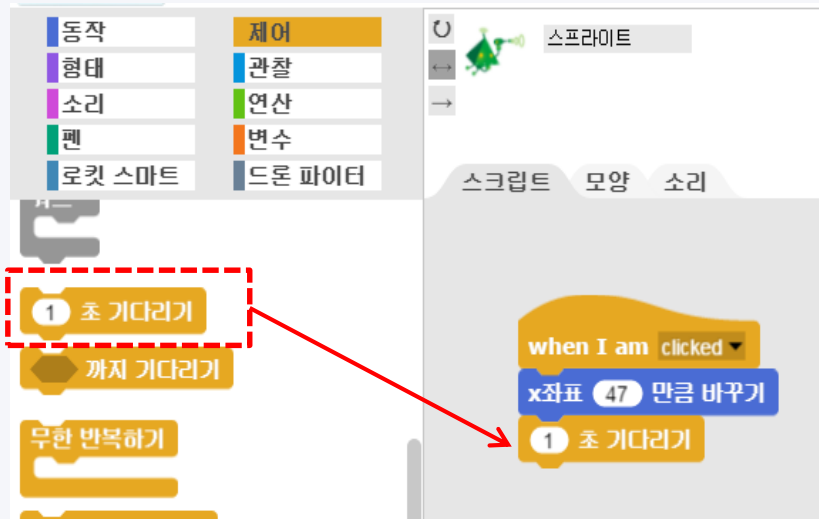 동작
제어
형태
관찰
소리
연산
펜
변수
로킷 스마트
드론 파이터
1 초 기다리기
까지 기다리기
무한 반복하기
스프라이트
스크립트 모양 소리
when I am clicked
x좌표 47 만큼 바꾸기
1 초 기다리기